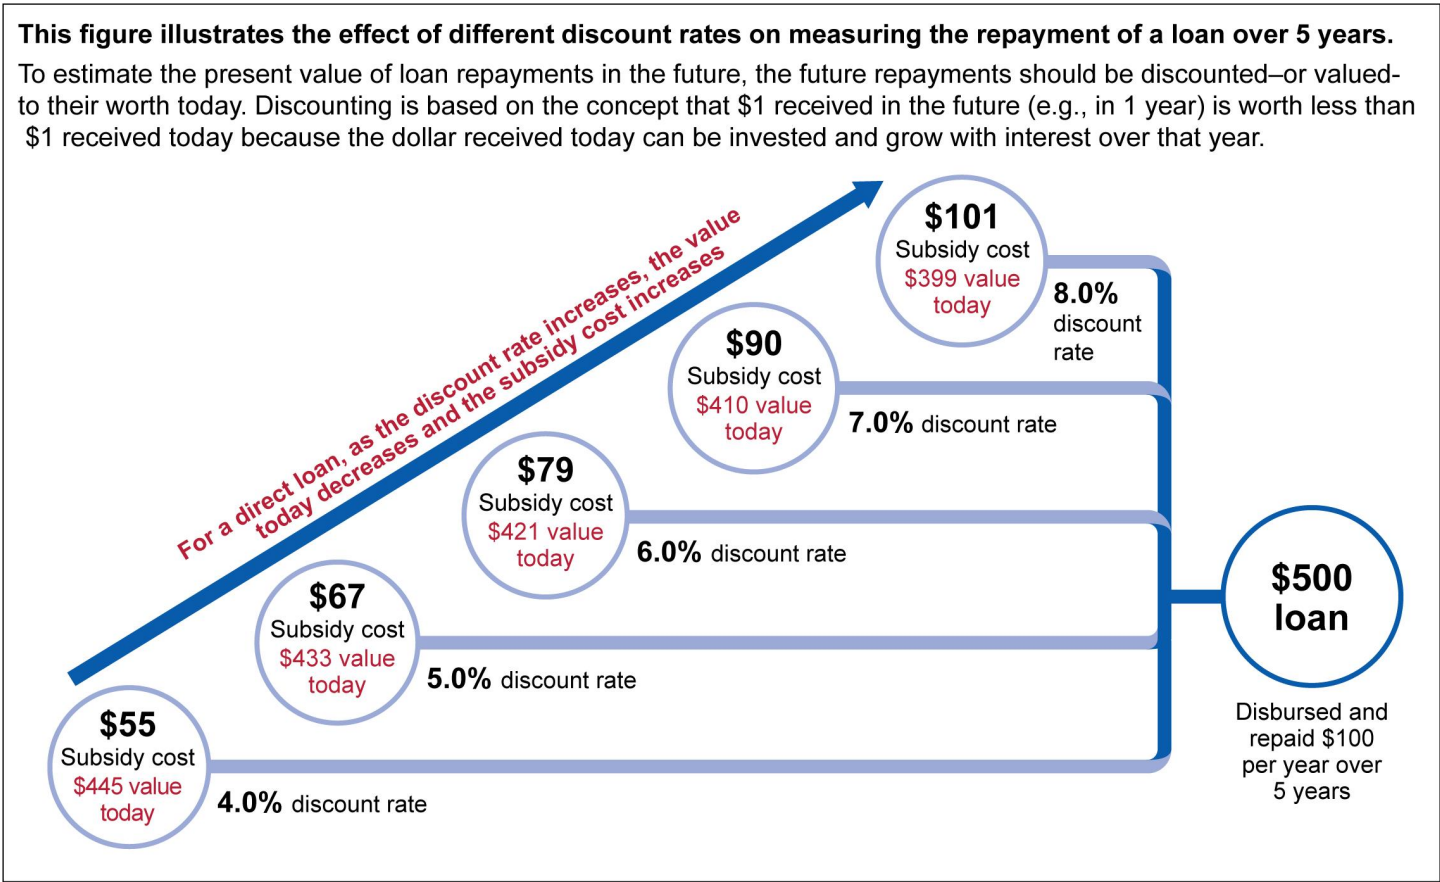 This figure illustrates the effect of different discount rates on measuring the repayment of a loan over 5 years.
To estimate the present value of loan repayments in the future, the future repayments should be discounted–or valued-
to their worth today. Discounting is based on the concept that $1 received in the future (e.g., in 1 year) is worth less than
$1 received today because the dollar received today can be invested and grow with interest over that year.
For a direct loan, as the discount rate increases, the value
today decreases and the subsidy cost increases
$101
Subsidy cost
$399 value
today
8.0%
discount
rate
$90
Subsidy cost
$410 value
today
7.0% discount rate
$79
Subsidy cost
$421 value
today
6.0% discount rate
$67
Subsidy cost
$433 value
today
5.0% discount rate
$55
Subsidy cost
$445 value
today
4.0% discount rate
$500
loan
Disbursed and
repaid $100
per year over
5 years